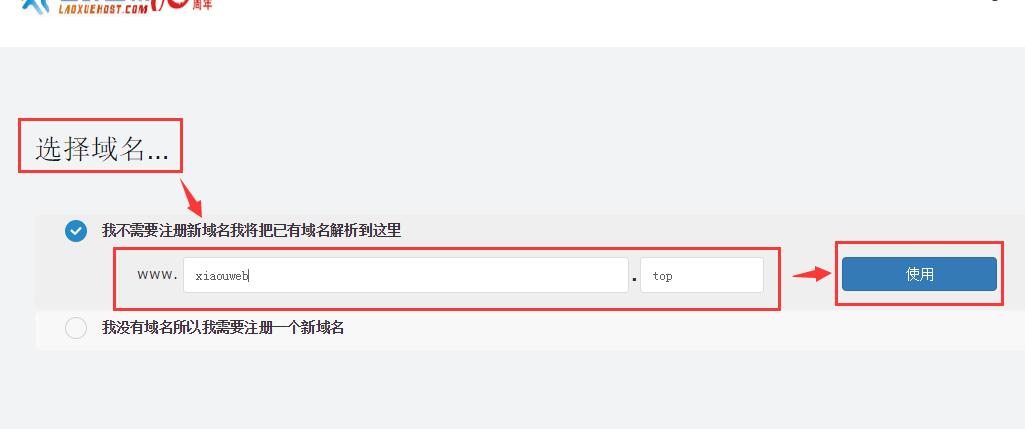 LAOXUEHOST.COM
周年
选择域名...
我不需要注册新域名我将把已有域名解析到这里
www. xiaouweb . top
使用
我没有域名所以我需要注册一个新域名